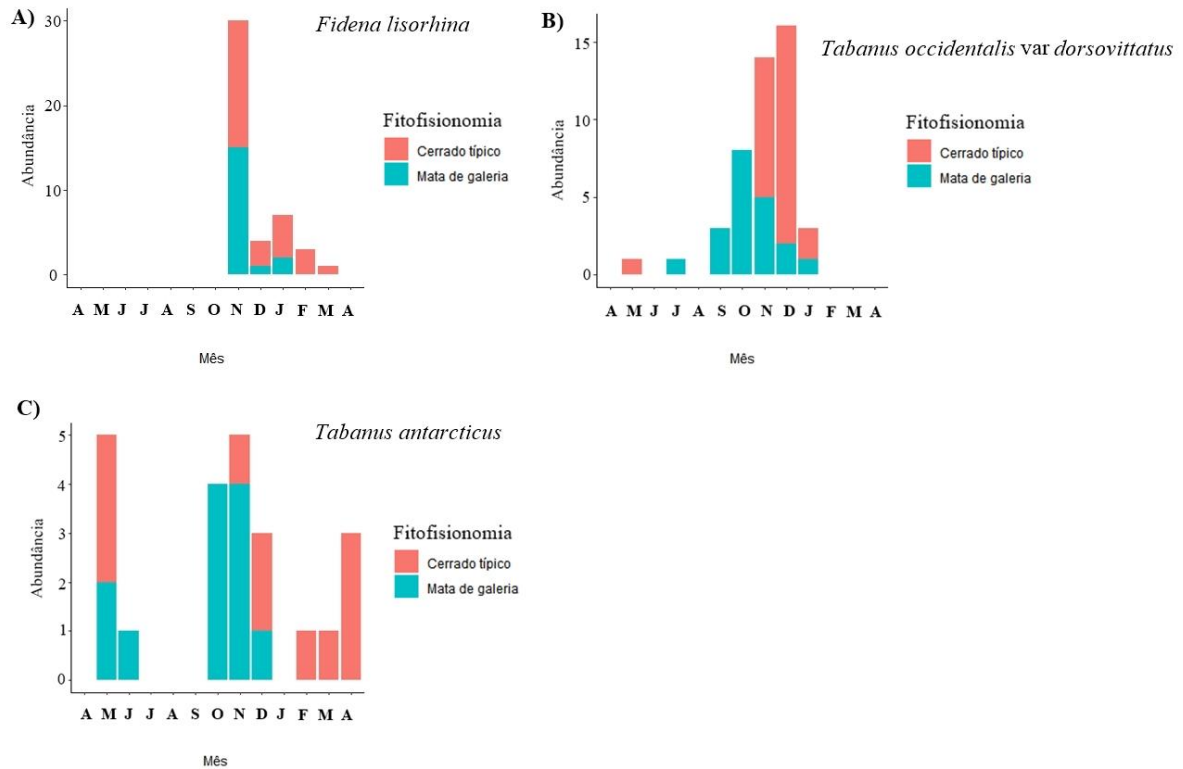 A)
Fidena lisorhina
30
20
10
0
Abundância
Fitofisionomia
Cerrado típico
Mata de galeria
A M J J A S O N D J F M A
Mês
B)
Tabanus occidentalis var dorsovittatus
15
10
5
0
Abundância
Fitofisionomia
Cerrado típico
Mata de galeria
A M J J A S O N D J F M A
Mês
C)
Tabanus antarcticus
5
4
3
2
1
0
Abundância
Fitofisionomia
Cerrado típico
Mata de galeria
A M J J A S O N D J F M A
Mês